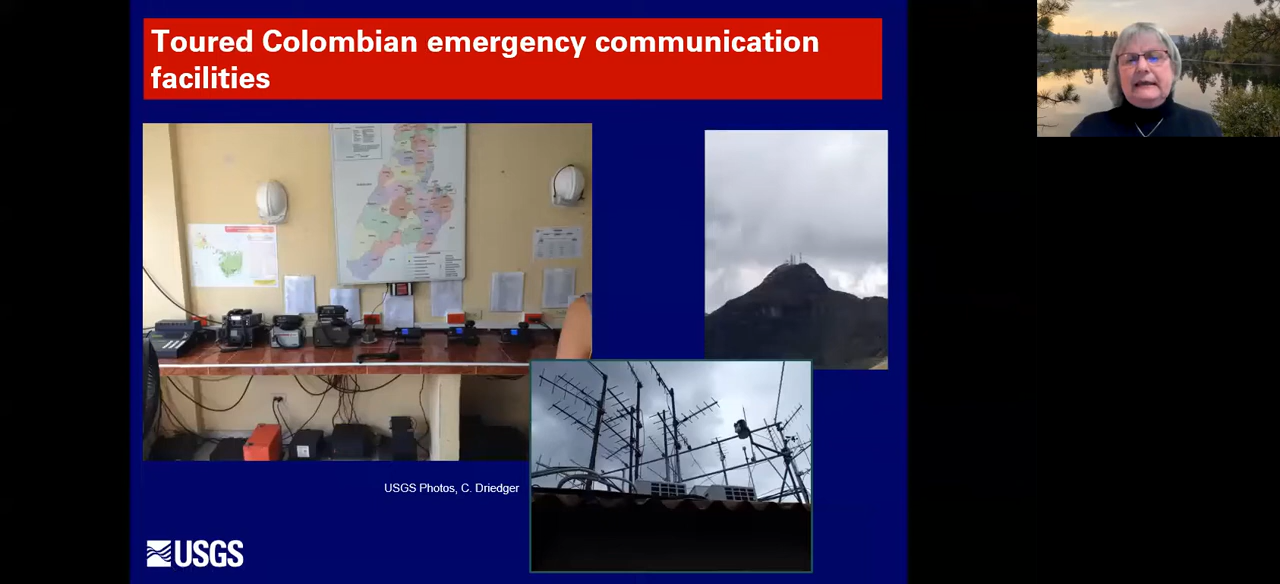 Toured Colombian emergency communication
facilities
USGS Photos, C. Driedger
USGS